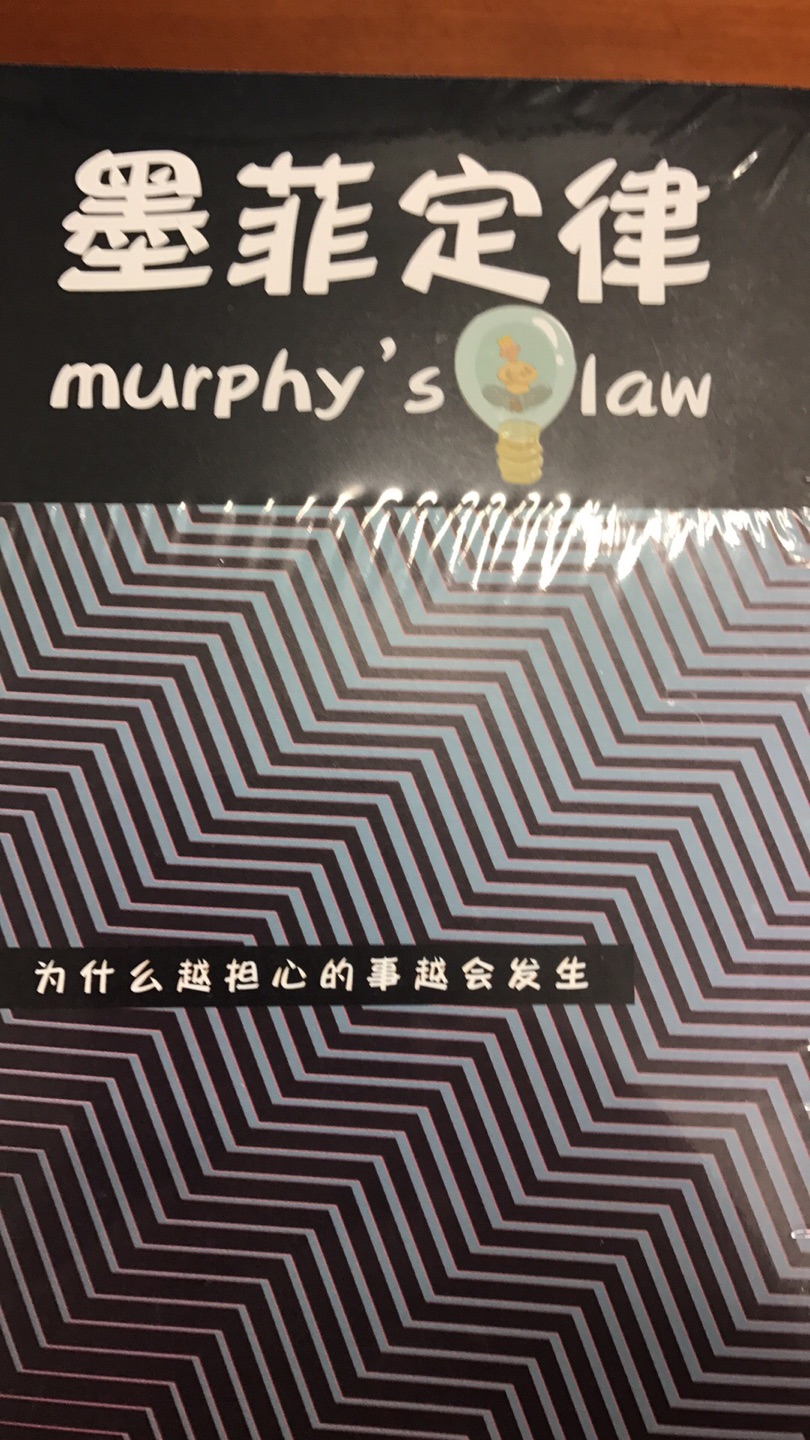 墨菲定律
murphy's law
为什么越担心的事越会发生